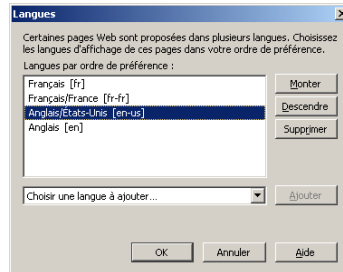 Langues
Certaines pages Web sont proposées dans plusieurs langues. Choisissez
les langues d'affichage de ces pages dans votre ordre de préférence.
Langues par ordre de préférence :
Français [fr]
Français/France [fr-fr]
Anglais/États-Unis [en-us]
Anglais [en]
Monter
Descendre
Supprimer
Choisir une langue à ajouter...
Ajouter
OK
Annuler
Aide